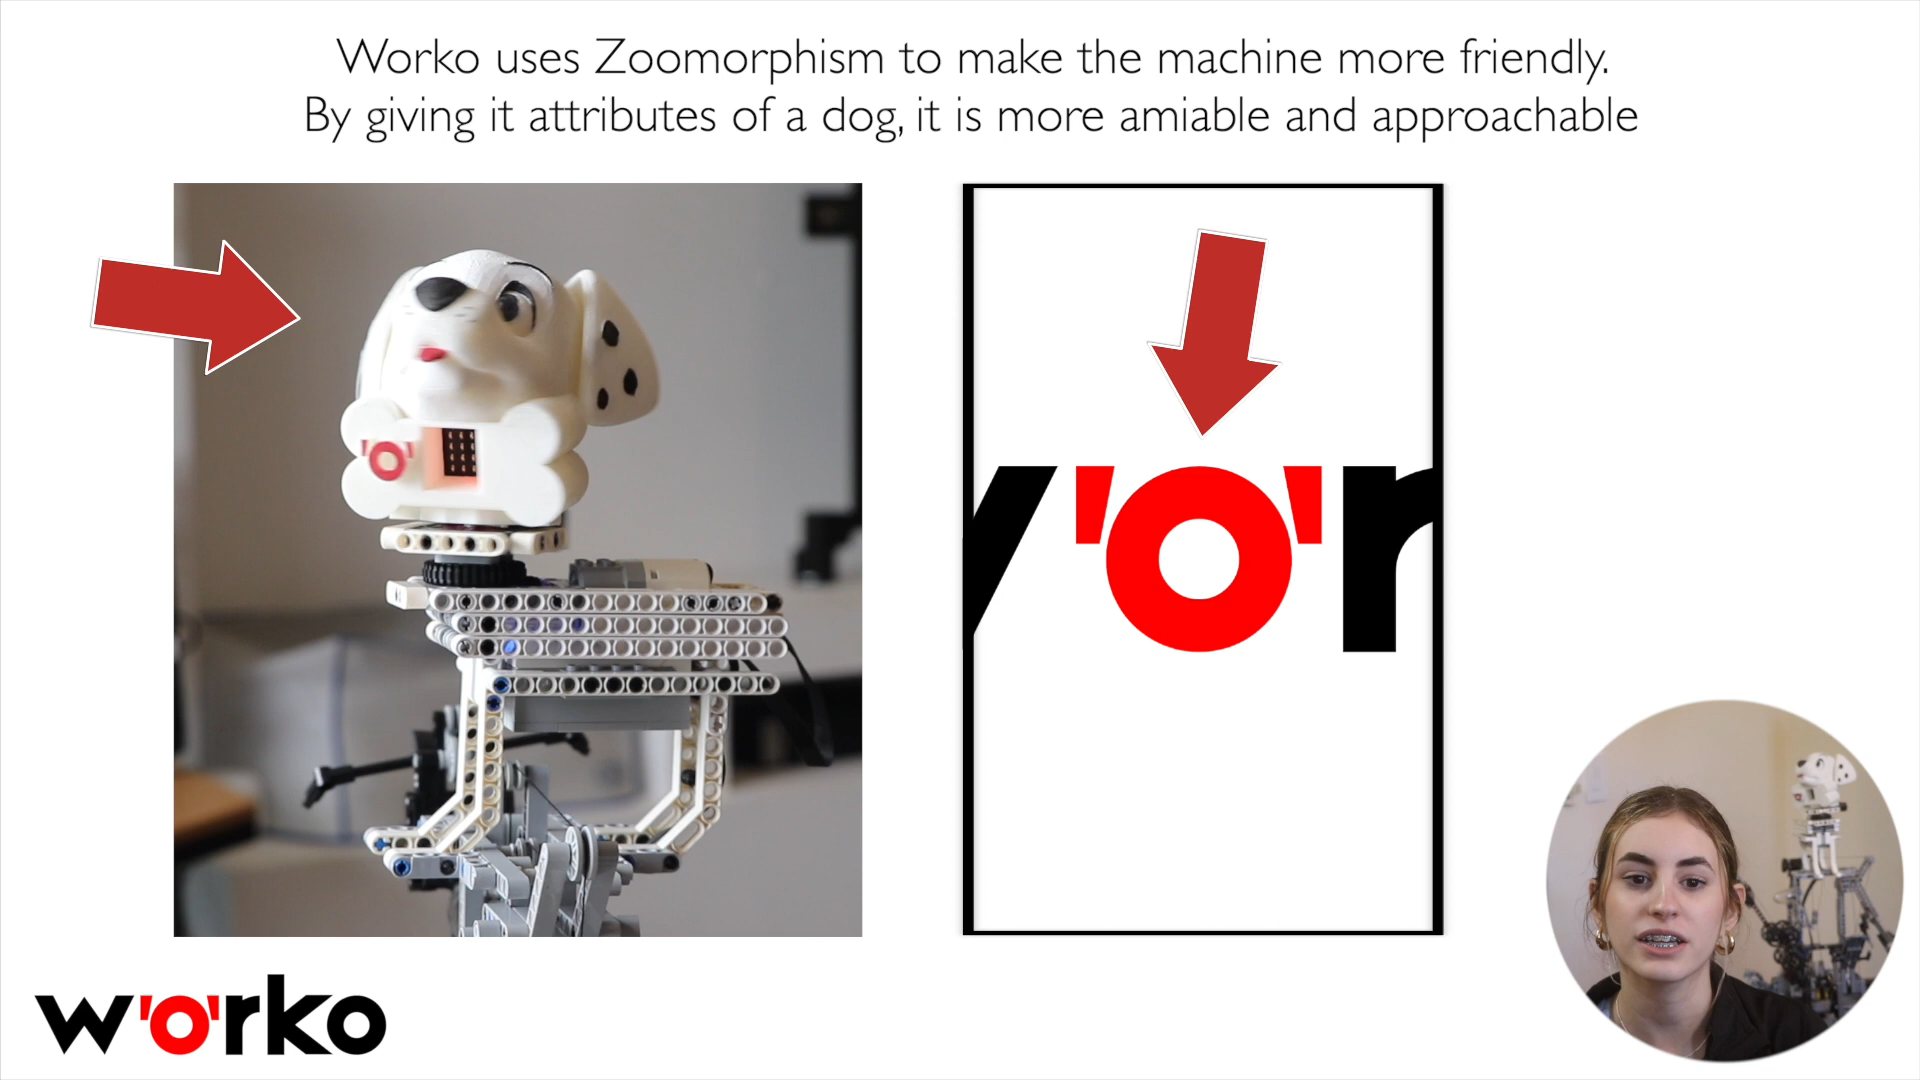 Worko uses Zoomorphism to make the machine more friendly.
By giving it attributes of a dog, it is more amiable and approachable
'o'
w'o'r
w'o'rko